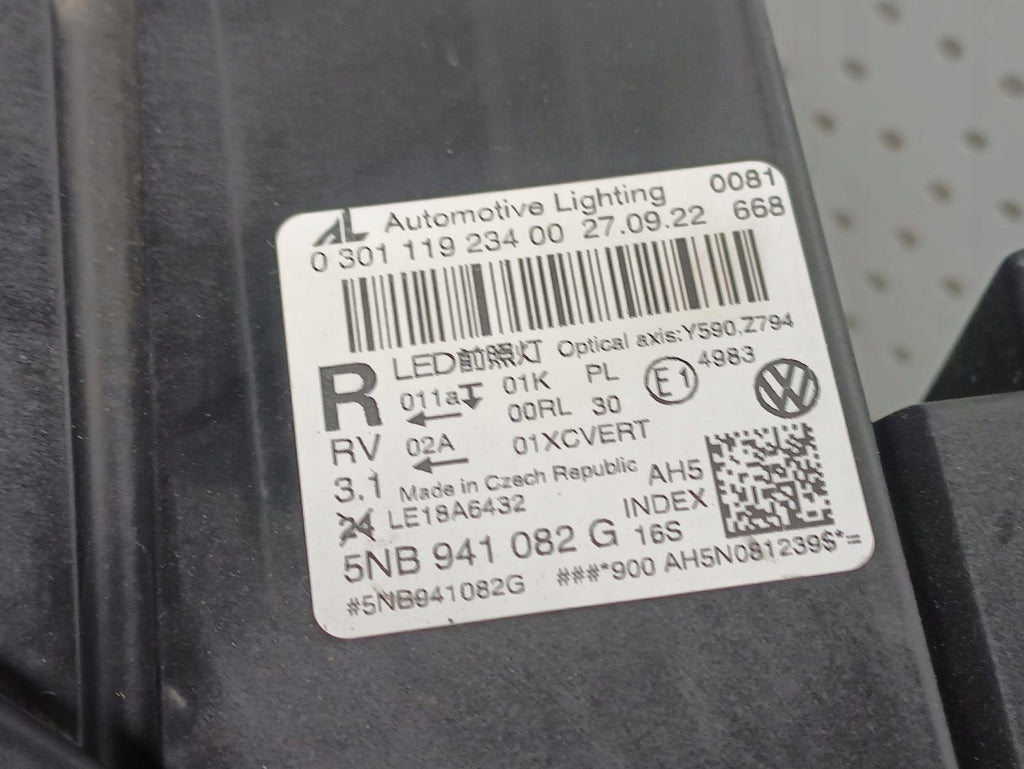 AL Automotive Lighting 0081
0 301 119 234 00 27.09.22 668
R LED前照灯 Optical axis:Y590.Z794
011a 01K PL E1 4983
00RL 30
RV 02A 01XCVERT
3.1 Made in Czech Republic AH5
24 LE18A6432 INDEX
5NB 941 082 G 16S
#5NB941082G ###*900 AH5N081239$*=